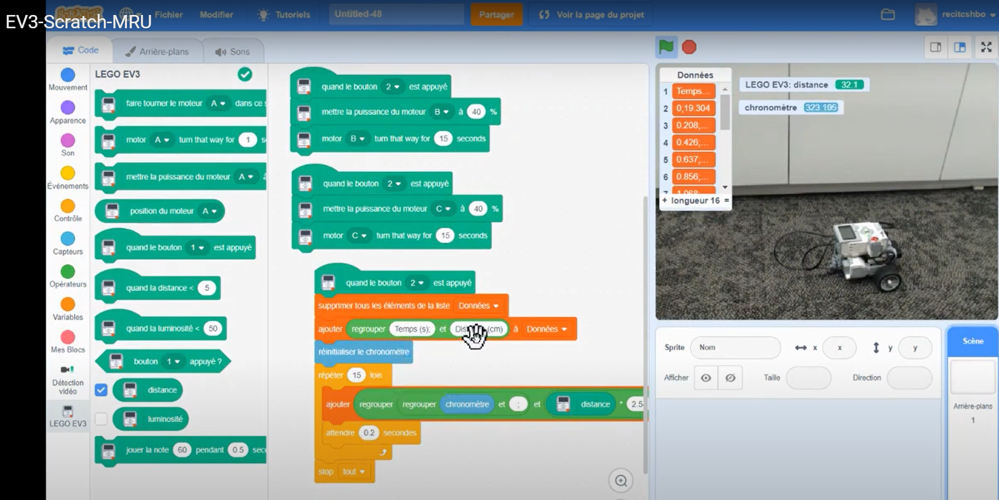 EV3-Scratch-MRU
SCRATCH
Fichier
Modifier
Tutoriels
Untitled-48
Partager
Voir la page du projet
recitcshbo
Code
Arrière-plans
Sons
Mouvement
Apparence
Son
Événements
Contrôle
Capteurs
Opérateurs
Variables
Mes Blocs
Détection
vidéo
LEGO EV3
LEGO EV3
faire tourner le moteur A dans ce s
motor A turn that way for 1 s
mettre la puissance du moteur A à
position du moteur A
quand le bouton 1 est appuyé
quand la distance < 5
quand la luminosité < 50
bouton 1 appuyé ?
distance
luminosité
jouer la note 60 pendant 0.5 sec
quand le bouton 2 est appuyé
mettre la puissance du moteur B à 40 %
motor B turn that way for 15 seconds
quand le bouton 2 est appuyé
mettre la puissance du moteur C à 40 %
motor C turn that way for 15 seconds
quand le bouton 2 est appuyé
supprimer tous les éléments de la liste Données
ajouter regrouper Temps (s); et (cm) à Données
réinitialiser le chronomètre
répéter 15 fois
ajouter regrouper regrouper chronomètre et ; et distance * 2.5
attendre 0.2 secondes
stop tout
Données
1 Temps...
2 0;19.304
3 0.208;...
4 0.426;...
5 0.637;...
6 0.856;...
7 1.068;...
+ longueur 16 =
LEGO EV3: distance 32.1
chronomètre 323.195
Sprite Nom x x y y
Afficher Taille Direction
Scène
Arrière-plans
1